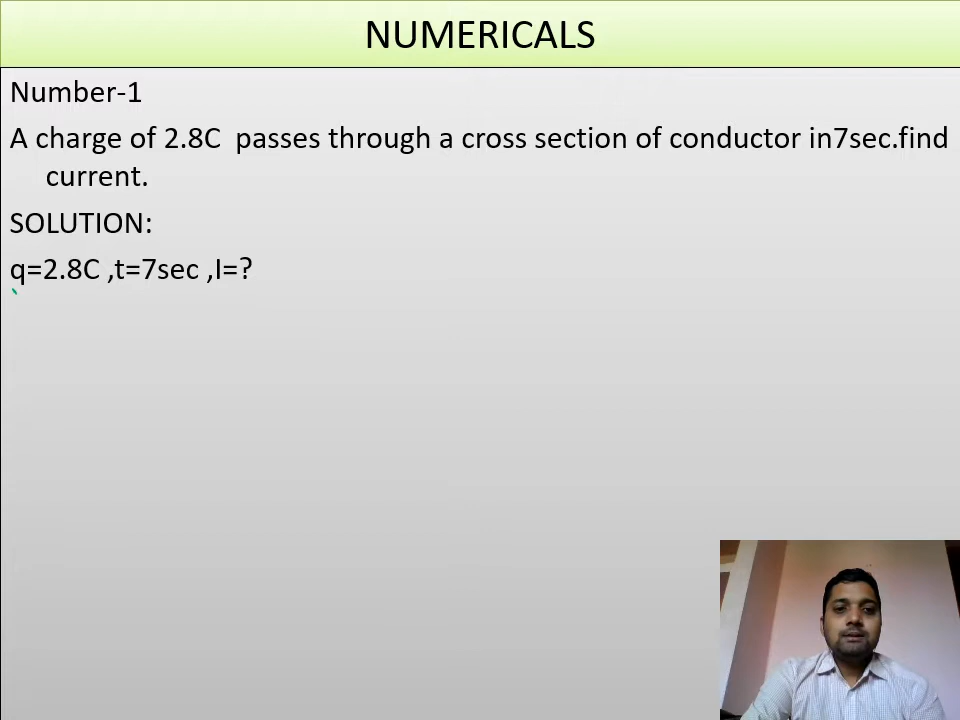 NUMERICALS
Number-1
A charge of 2.8C  passes through a cross section of conductor in7sec.find
current.
SOLUTION:
q=2.8C ,t=7sec ,I=?